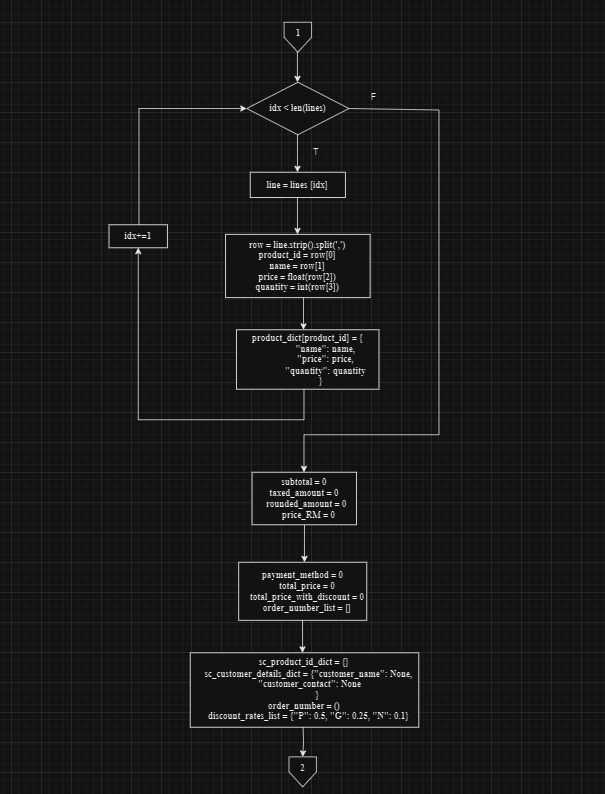 1
idx < len(lines)
F
T
line = lines [idx]
idx+=1
row = line.strip().split(',')
product_id = row[0]
name = row[1]
price = float(row[2])
quantity = int(row[3])
product_dict[product_id] = {
"name": name,
"price": price,
"quantity": quantity
}
subtotal = 0
taxed_amount = 0
rounded_amount = 0
price_RM = 0
payment_method = 0
total_price = 0
total_price_with_discount = 0
order_number_list = []
sc_product_id_dict = {}
sc_customer_details_dict = {"customer_name": None,
"customer_contact": None
}
order_number = ()
discount_rates_list = {"P": 0.5, "G": 0.25, "N": 0.1}
2